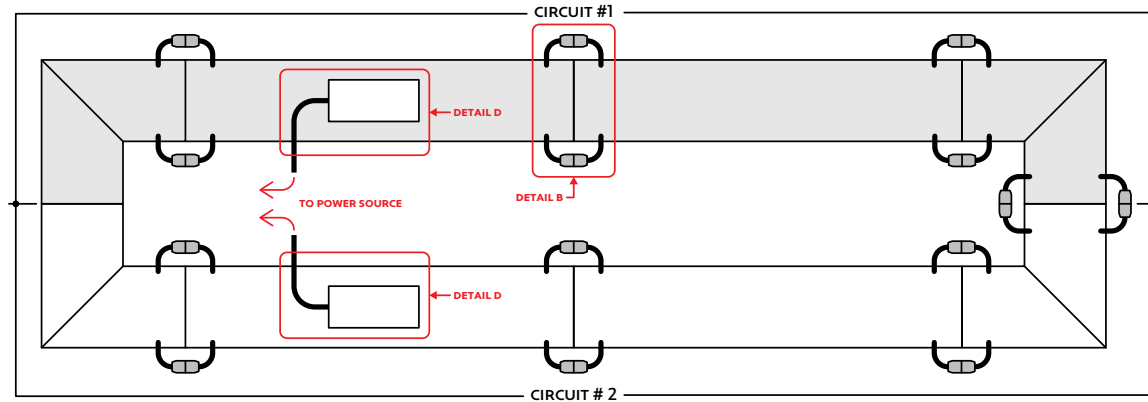 CIRCUIT #1
DETAIL D
DETAIL B
TO POWER SOURCE
DETAIL D
CIRCUIT # 2